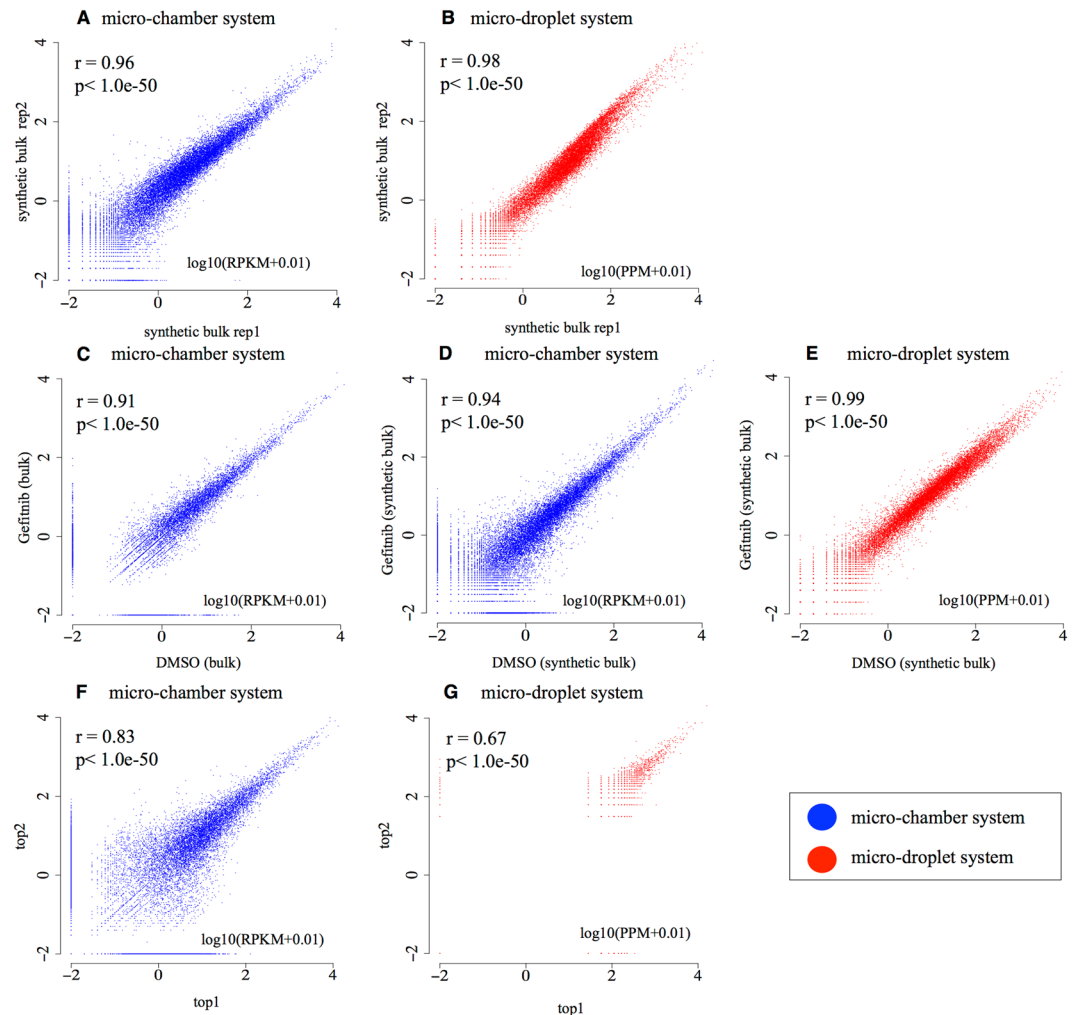 A micro-chamber system
r = 0.96
p< 1.0e-50
synthetic bulk rep2
4
2
0
−2
log10(RPKM+0.01)
−2 0 2 4
synthetic bulk rep1
B micro-droplet system
r = 0.98
p< 1.0e-50
synthetic bulk rep2
4
2
0
−2
log10(PPM+0.01)
−2 0 2 4
synthetic bulk rep1
C micro-chamber system
r = 0.91
p< 1.0e-50
Gefitnib (bulk)
4
2
0
−2
log10(RPKM+0.01)
−2 0 2 4
DMSO (bulk)
D micro-chamber system
r = 0.94
p< 1.0e-50
Gefitnib (synthetic bulk)
4
2
0
−2
log10(RPKM+0.01)
−2 0 2 4
DMSO (synthetic bulk)
E micro-droplet system
r = 0.99
p< 1.0e-50
Gefitnib (synthetic bulk)
4
2
0
−2
log10(PPM+0.01)
−2 0 2 4
DMSO (synthetic bulk)
F micro-chamber system
r = 0.83
p< 1.0e-50
top2
4
2
0
−2
log10(RPKM+0.01)
−2 0 2 4
top1
G micro-droplet system
r = 0.67
p< 1.0e-50
top2
4
2
0
−2
log10(PPM+0.01)
−2 0 2 4
top1
micro-chamber system
micro-droplet system